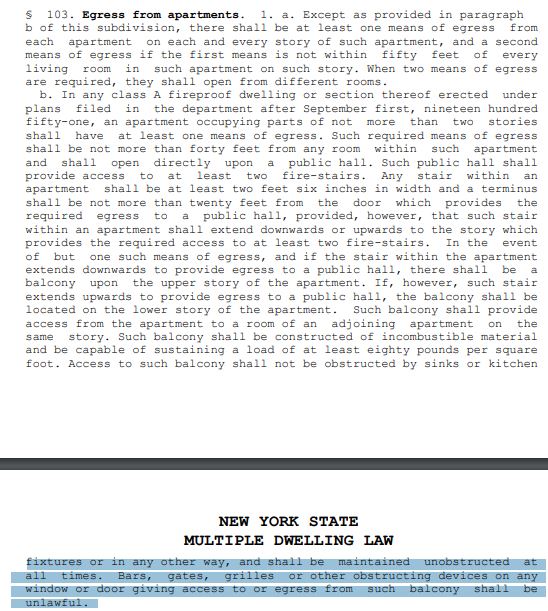 § 103. Egress from apartments. 1. a. Except as provided in paragraph
b of this subdivision, there shall be at least one means of egress from
each apartment on each and every story of such apartment, and a second
means of egress if the first means is not within fifty feet of every
living room in such apartment on such story. When two means of egress
are required, they shall open from different rooms.
b. In any class A fireproof dwelling or section thereof erected under
plans filed in the department after September first, nineteen hundred
fifty-one, an apartment occupying parts of not more than two stories
shall have at least one means of egress. Such required means of egress
shall be not more than forty feet from any room within such apartment
and shall open directly upon a public hall. Such public hall shall
provide access to at least two fire-stairs. Any stair within an
apartment shall be at least two feet six inches in width and a terminus
shall be not more than twenty feet from the door which provides the
required egress to a public hall, provided, however, that such stair
within an apartment shall extend downwards or upwards to the story which
provides the required access to at least two fire-stairs. In the event
of but one such means of egress, and if the stair within the apartment
extends downwards to provide egress to a public hall, there shall be a
balcony upon the upper story of the apartment. If, however, such stair
extends upwards to provide egress to a public hall, the balcony shall be
located on the lower story of the apartment. Such balcony shall provide
access from the apartment to a room of an adjoining apartment on the
same story. Such balcony shall be constructed of incombustible material
and be capable of sustaining a load of at least eighty pounds per square
foot. Access to such balcony shall not be obstructed by sinks or kitchen
NEW YORK STATE
MULTIPLE DWELLING LAW
fixtures or in any other way, and shall be maintained unobstructed at
all times. Bars, gates, grilles or other obstructing devices on any
window or door giving access to or egress from such balcony shall be
unlawful.